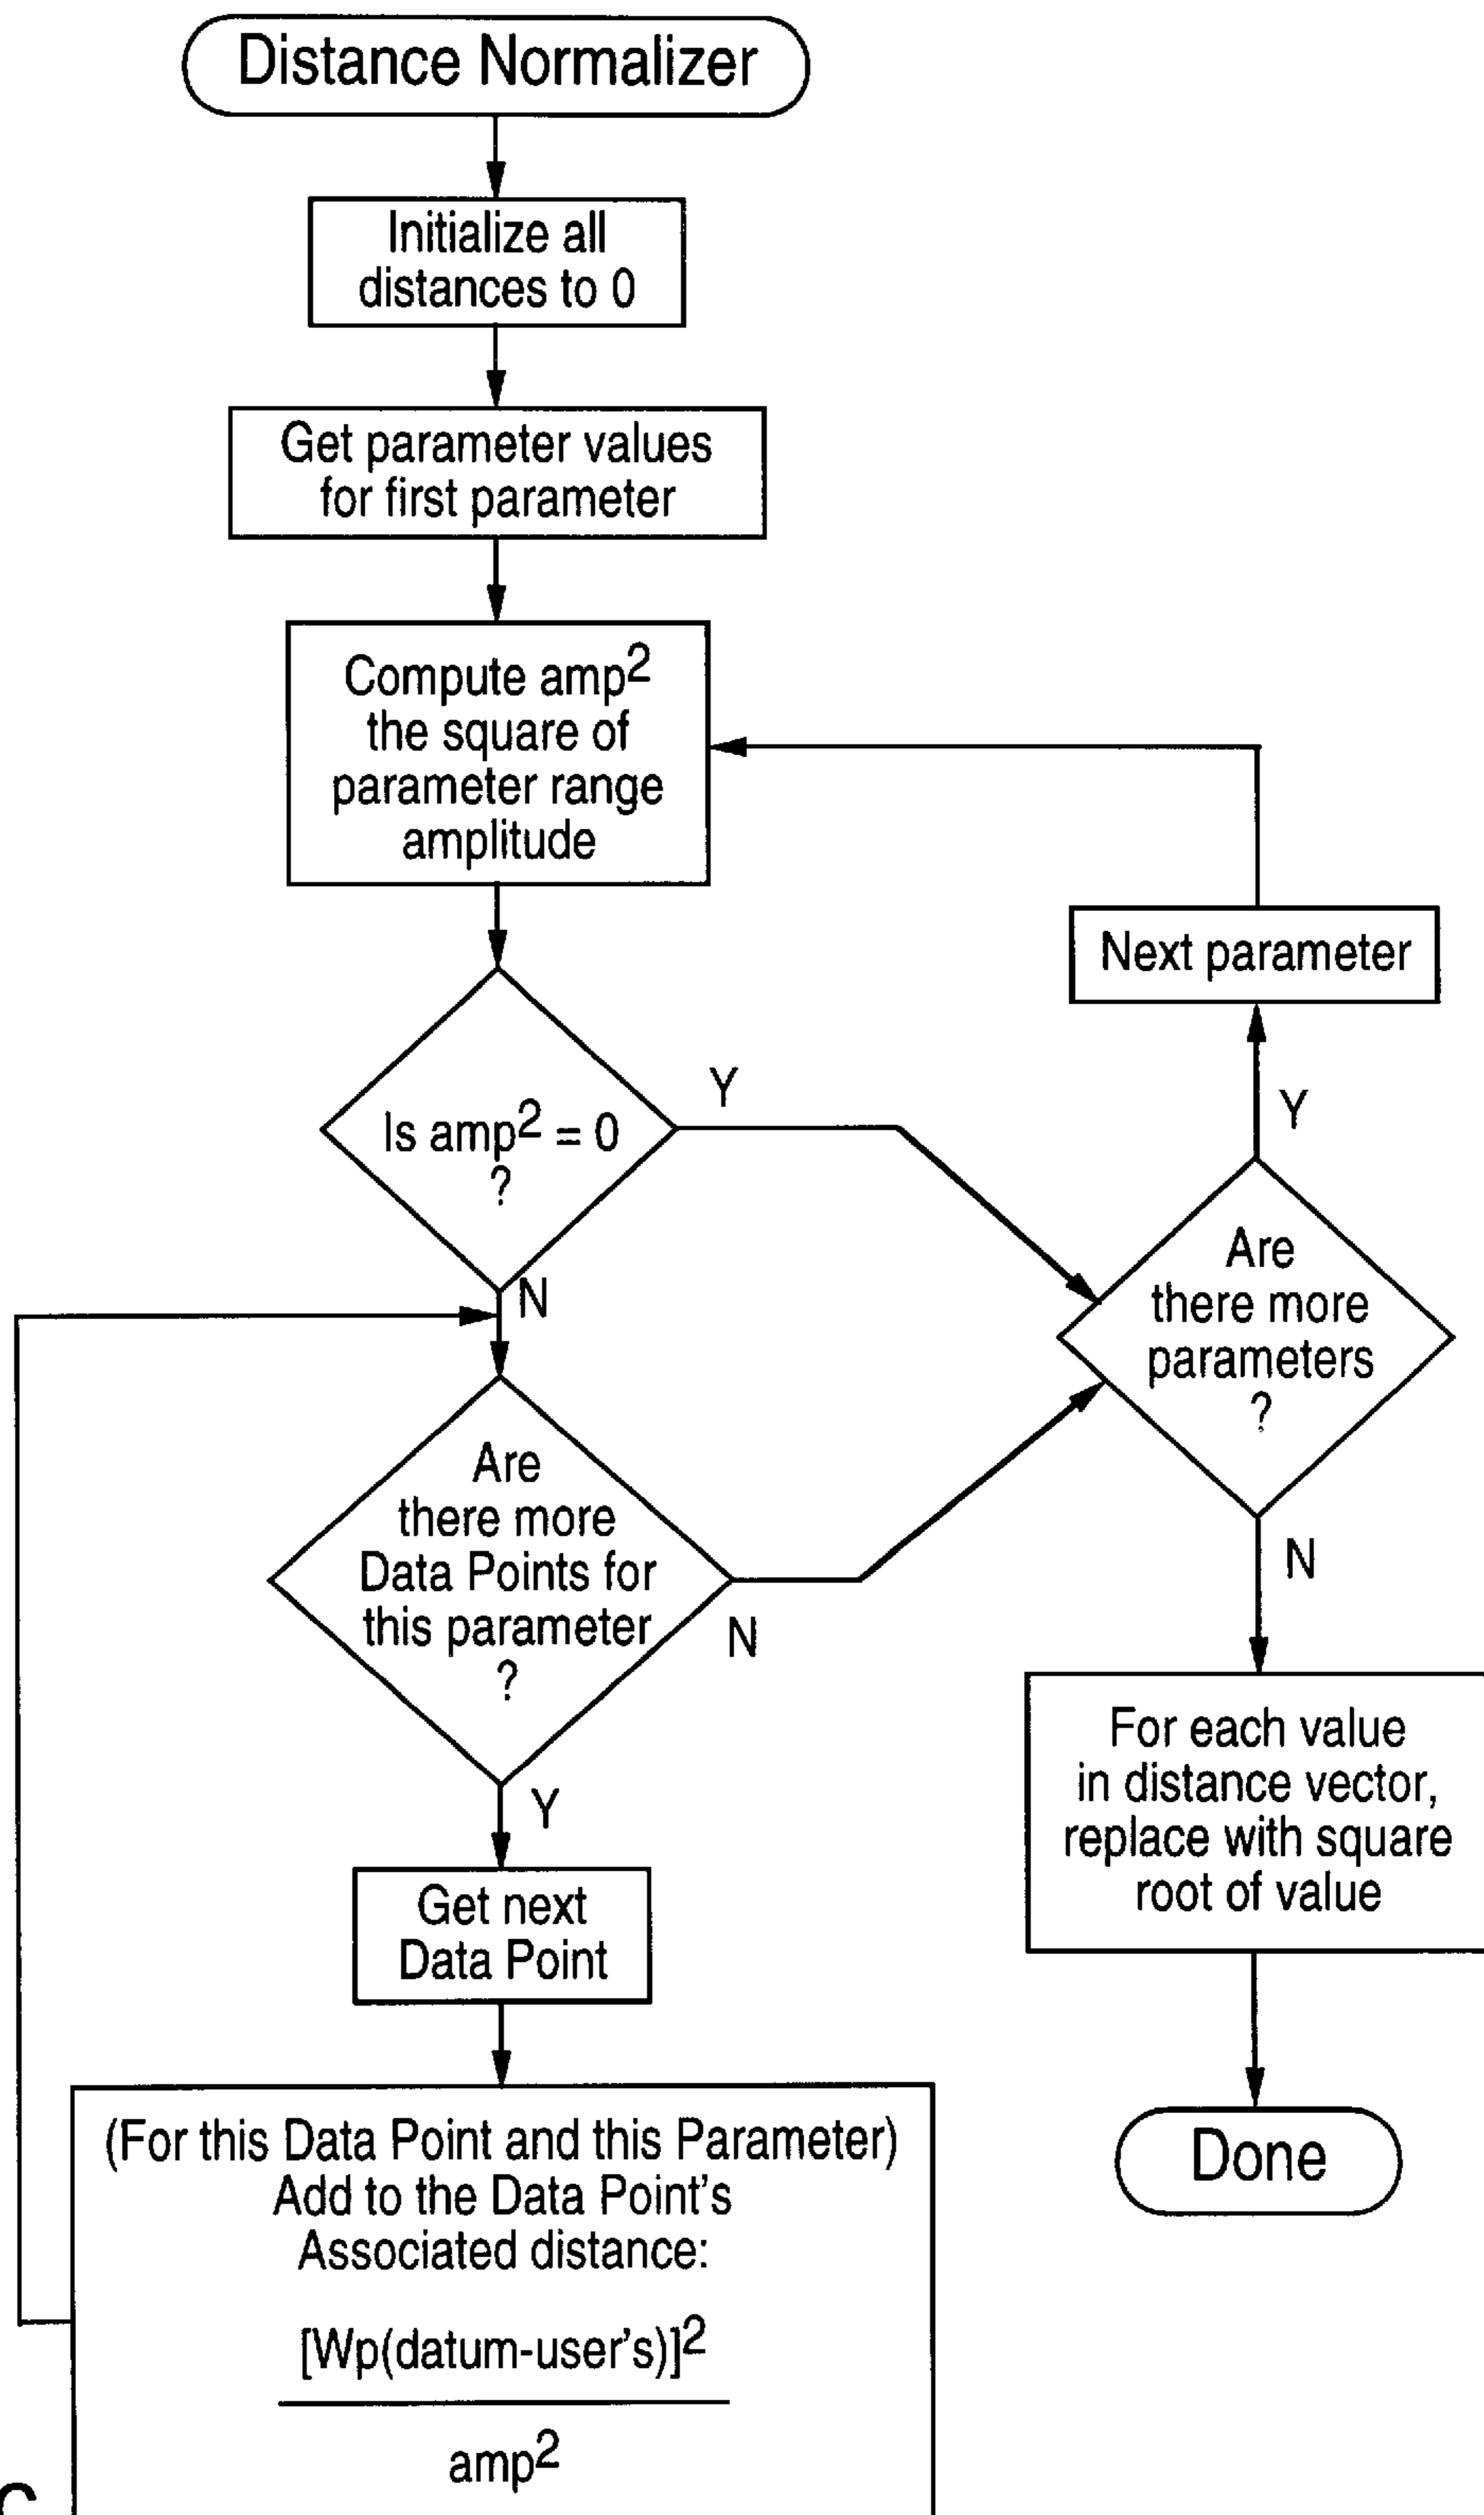 Distance Normalizer
Initialize all
distances to 0
Get parameter values
for first parameter
Compute amp²
the square of
parameter range
amplitude
Next parameter
Y
Is amp² = 0
?
Y
N
Are
there more
parameters
?
Are
there more
Data Points for
this parameter
?
N
N
Y
For each value
in distance vector,
replace with square
root of value
Get next
Data Point
(For this Data Point and this Parameter)
Add to the Data Point's
Associated distance:
[Wp(datum-user's)]²
amp²
Done